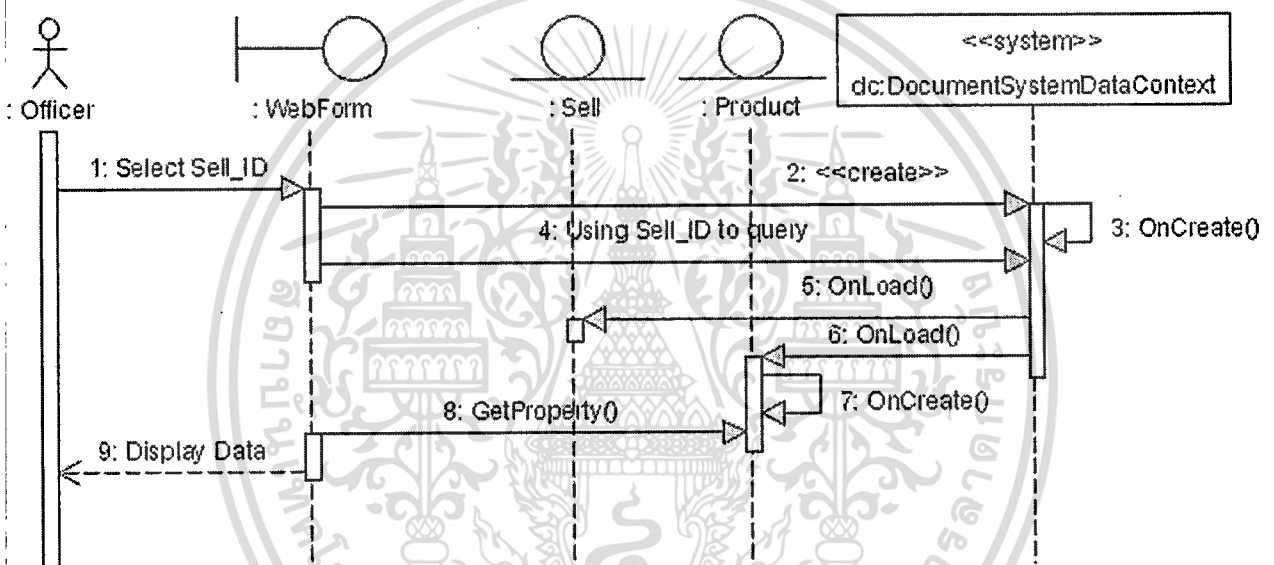 <<system>>
dc:DocumentSystemDataContext
: Officer
: WebForm
: Sell
: Product
1: Select Sell_ID
2: <<create>>
3: OnCreate()
4: Using Sell_ID to query
5: OnLoad()
6: OnLoad()
7: OnCreate()
8: GetProperty()
9: Display Data